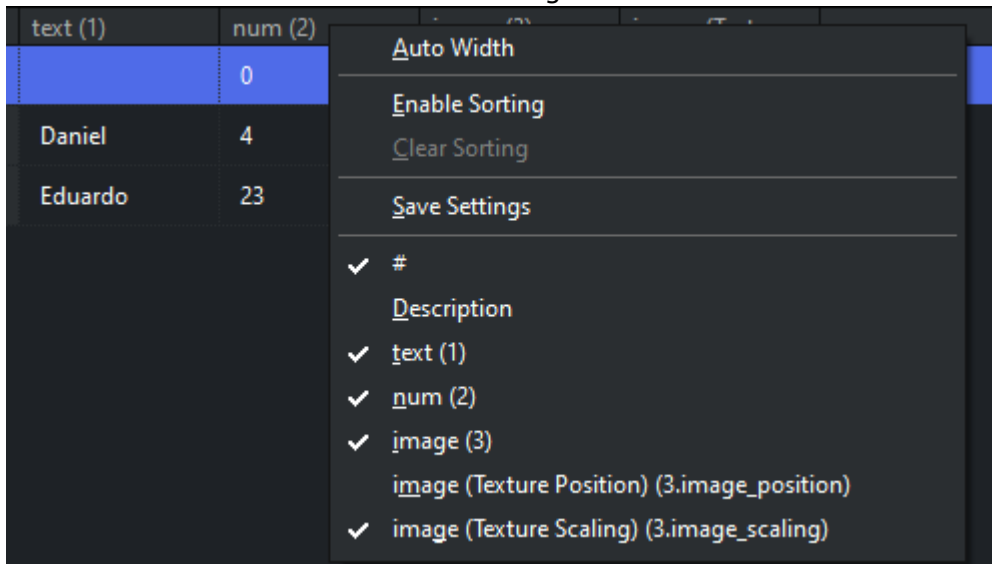 text (1) num (2)
0
Daniel 4
Eduardo 23
Auto Width
Enable Sorting
Clear Sorting
Save Settings
#
Description
text (1)
num (2)
image (3)
image (Texture Position) (3.image_position)
image (Texture Scaling) (3.image_scaling)